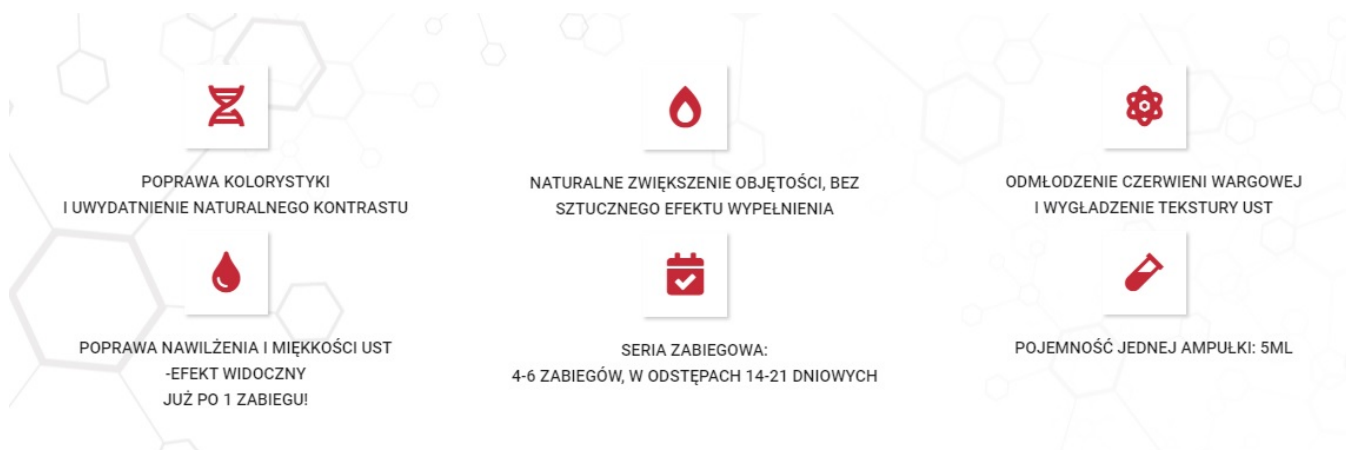 POPRAWA KOLORYSTYKI
I UWYDATNIENIE NATURALNEGO KONTRASTU
NATURALNE ZWIĘKSZENIE OBJĘTOŚCI, BEZ
SZTUCZNEGO EFEKTU WYPEŁNIENIA
ODMŁODZENIE CZERWIENI WARGOWEJ
I WYGŁADZENIE TEKSTURY UST
POPRAWA NAWILŻENIA I MIĘKKOŚCI UST
-EFEKT WIDOCZNY
JUŻ PO 1 ZABIEGU!
SERIA ZABIEGOWA:
4-6 ZABIEGÓW, W ODSTĘPACH 14-21 DNIOWYCH
POJEMNOŚĆ JEDNEJ AMPUŁKI: 5ML